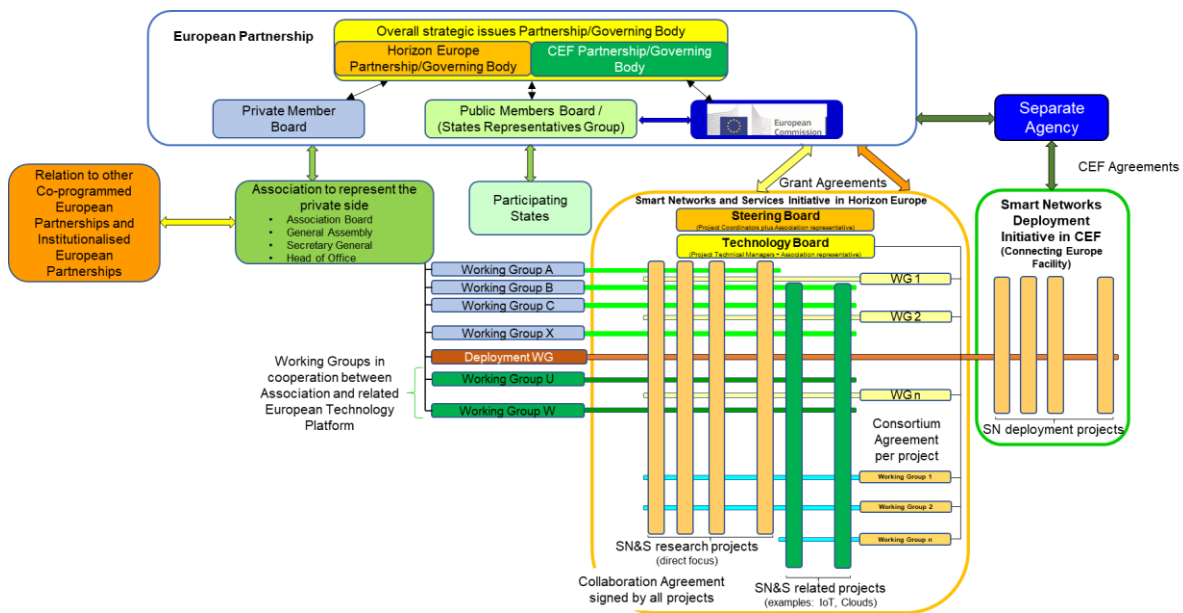 European Partnership
Overall strategic issues Partnership/Governing Body
Horizon Europe
Partnership/Governing Body
CEF Partnership/Governing
Body
Private Member
Board
Public Members Board /
(States Representatives Group)
European
Commission
Separate
Agency
CEF Agreements
Relation to other
Co-programmed
European
Partnerships and
Institutionalised
European
Partnerships
Association to represent the
private side
• Association Board
• General Assembly
• Secretary General
• Head of Office
Participating
States
Grant Agreements
Smart Networks and Services Initiative in Horizon Europe
Steering Board
(Project Coordinators plus Association representative)
Technology Board
(Project Technical Managers + Association representative)
Smart Networks
Deployment
Initiative in CEF
(Connecting Europe
Facility)
Working Group A
Working Group B
Working Group C
Working Group X
Deployment WG
Working Group U
Working Group W
WG 1
WG 2
WG n
Working Groups in
cooperation between
Association and related
European Technology
Platform
Consortium
Agreement
per project
SN deployment projects
Working Group 1
Working Group 2
Working Group n
SN&S research projects
(direct focus)
Collaboration Agreement
signed by all projects
SN&S related projects
(examples: IoT, Clouds)